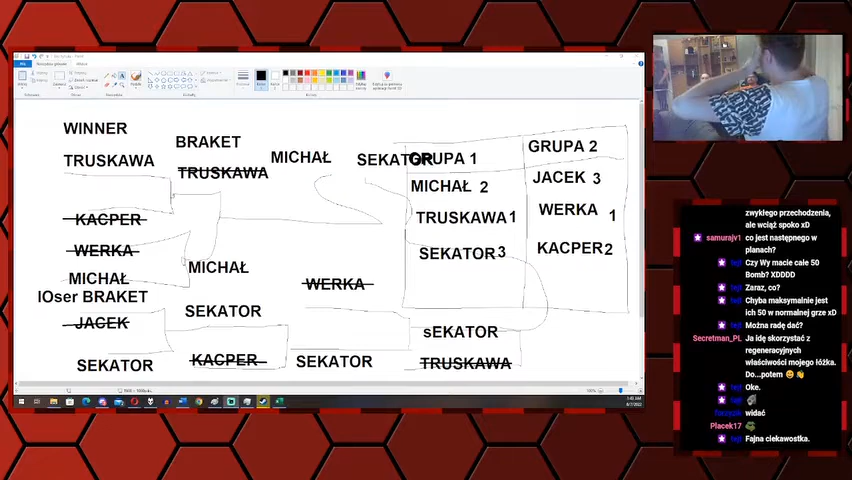 WINNER
BRAKET
TRUSKAWA
TRUSKAWA
MICHAŁ
SEKATOR
KACPER
WERKA
MICHAŁ
MICHAŁ
lOser BRAKET
SEKATOR
WERKA
JACEK
SEKATOR
KACPER
SEKATOR
sEKATOR
TRUSKAWA
GRUPA 1
GRUPA 2
MICHAŁ 2
JACEK 3
TRUSKAWA 1
WERKA 1
SEKATOR 3
KACPER 2
zwykłego przechodzenia,
ale wciąż spoko xD
samurajv1 co jest następnego w
planach?
Czy Wy macie całe 50
Bomb? XDDDD
Zaraz, co?
Chyba maksymalnie jest
ich 50 w normalnej grze xD
Można radę dać?
Secretman_PL Ja idę skorzystać z
regeneracyjnych
właściwości mojego łóżka.
Do...potem
Oke.
widać
Placek17
Fajna ciekawostka.